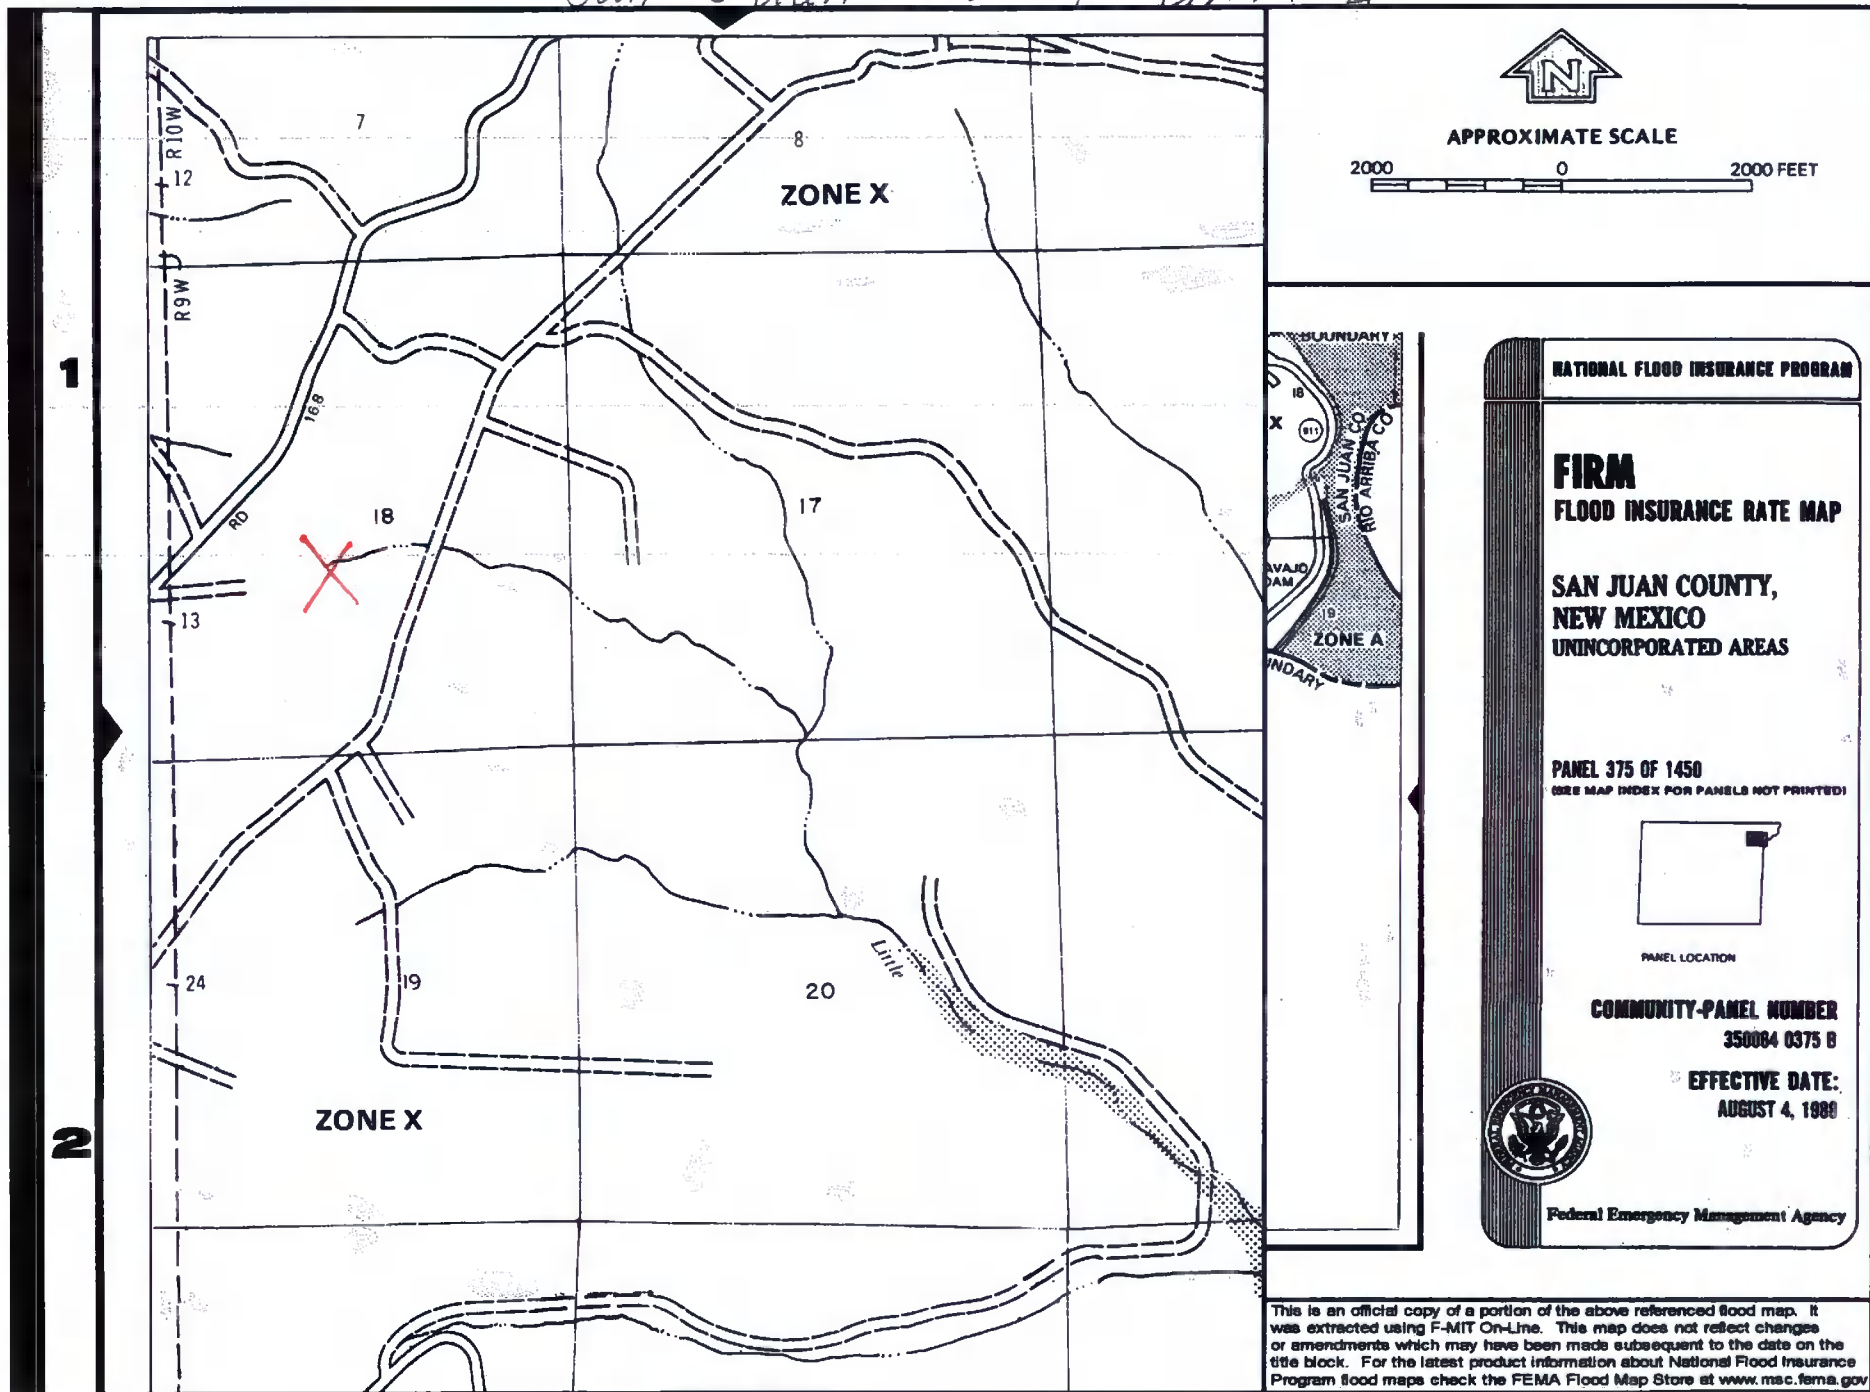 7
8
R10W
12
ZONE X
R9W
1
16.8
17
18
RD
13
Little
24
19
20
ZONE X
2
N
APPROXIMATE SCALE
2000 0 2000 FEET
BOUNDARY
18
X
511
SAN JUAN CO
RIO ARRIBA CO
AVAJO
DAM
19
ZONE A
UNDARY
NATIONAL FLOOD INSURANCE PROGRAM
FIRM
FLOOD INSURANCE RATE MAP
SAN JUAN COUNTY,
NEW MEXICO
UNINCORPORATED AREAS
PANEL 375 OF 1450
(SEE MAP INDEX FOR PANELS NOT PRINTED)
PANEL LOCATION
COMMUNITY-PANEL NUMBER
350064 0375 B
EFFECTIVE DATE:
AUGUST 4, 1988
Federal Emergency Management Agency
This is an official copy of a portion of the above referenced flood map. It
was extracted using F-MIT On-Line. This map does not reflect changes
or amendments which may have been made subsequent to the date on the
title block. For the latest product information about National Flood Insurance
Program flood maps check the FEMA Flood Map Store at www.msc.fema.gov